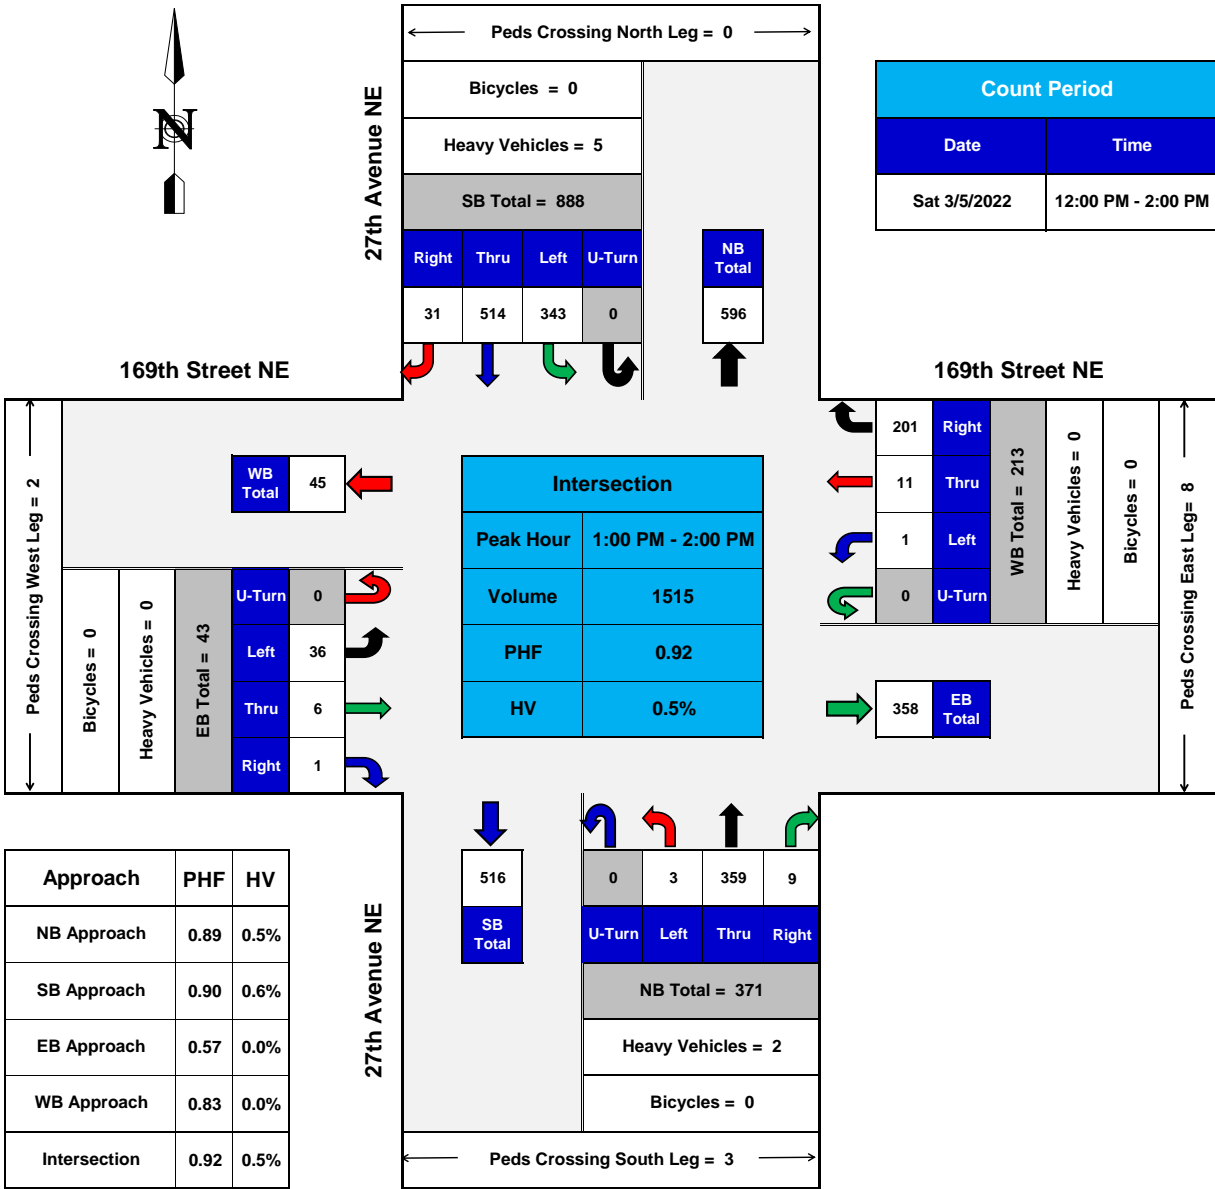 Peds Crossing North Leg = 0
N
27th Avenue NE
Bicycles = 0
Heavy Vehicles = 5
SB Total = 888
Right Thru Left U-Turn
31 514 343 0
NB
Total
596
Count Period
Date Time
Sat 3/5/2022 12:00 PM - 2:00 PM
169th Street NE
169th Street NE
Peds Crossing West Leg = 2
WB
Total
45
Bicycles = 0
Heavy Vehicles = 0
EB Total = 43
U-Turn 0
Left 36
Thru 6
Right 1
Intersection
Peak Hour 1:00 PM - 2:00 PM
Volume 1515
PHF 0.92
HV 0.5%
201 Right
11 Thru
1 Left
0 U-Turn
WB Total = 213
Heavy Vehicles = 0
Bicycles = 0
Peds Crossing East Leg= 8
358
EB
Total
Approach PHF HV
NB Approach 0.89 0.5%
SB Approach 0.90 0.6%
EB Approach 0.57 0.0%
WB Approach 0.83 0.0%
Intersection 0.92 0.5%
27th Avenue NE
516
SB
Total
0 3 359 9
U-Turn Left Thru Right
NB Total = 371
Heavy Vehicles = 2
Bicycles = 0
Peds Crossing South Leg = 3